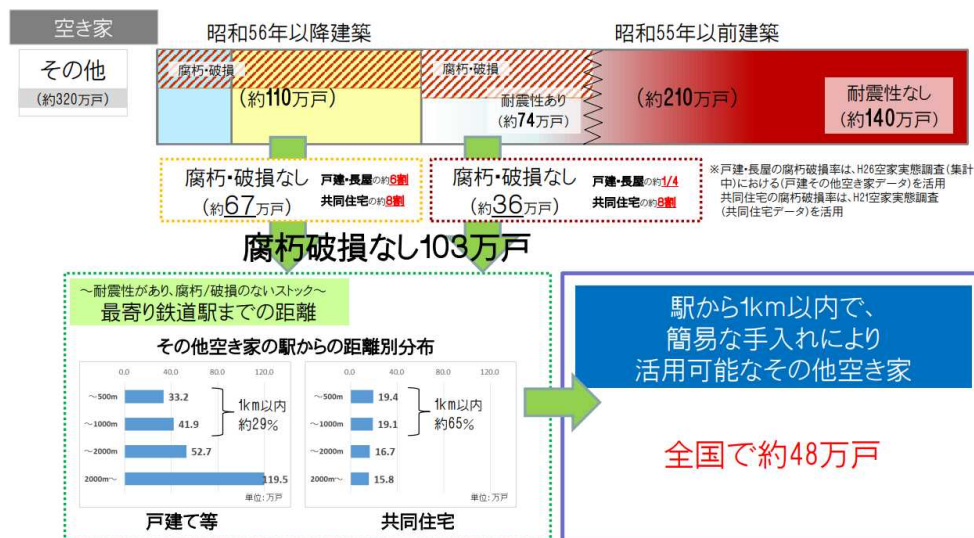 空き家
その他
(約320万戸)
昭和56年以降建築
昭和55年以前建築
腐朽・破損
(約110万戸)
腐朽・破損
耐震性あり
(約74万戸)
(約210万戸)
耐震性なし
(約140万戸)
腐朽・破損なし
(約67万戸)
戸建・長屋の約6割
共同住宅の約8割
腐朽・破損なし
(約36万戸)
戸建・長屋の約1/4
共同住宅の約8割
※戸建・長屋の腐朽破損率は、H26空家実態調査(集計
中)における(戸建その他空き家データ)を活用
共同住宅の腐朽破損率は、H21空家実態調査
(共同住宅データ)を活用
腐朽破損なし103万戸
~耐震性があり、腐朽/破損のないストック~
最寄り鉄道駅までの距離
その他空き家の駅からの距離別分布
0.0 40.0 80.0 120.0
~500m 33.2
~1000m 41.9
~2000m 52.7
2000m~ 119.5
1km以内
約29%
単位:万戸
戸建て等
0.0 40.0 80.0 120.0
~500m 19.4
~1000m 19.1
~2000m 16.7
2000m~ 15.8
1km以内
約65%
単位:万戸
共同住宅
駅から1km以内で、
簡易な手入れにより
活用可能なその他空き家
全国で約48万戸